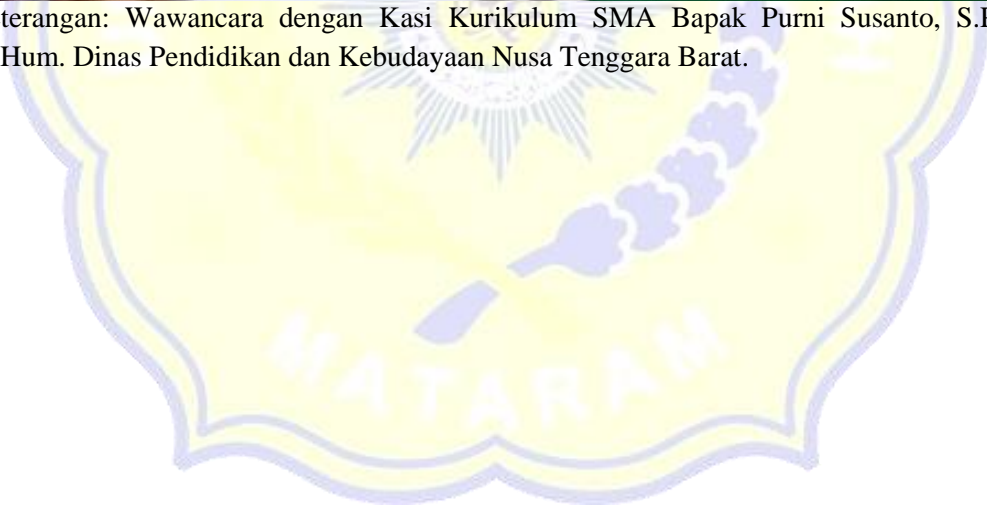 terangan: Wawancara dengan Kasi Kurikulum SMA Bapak Purni Susanto, S.
Hum. Dinas Pendidikan dan Kebudayaan Nusa Tenggara Barat.
MATARAM